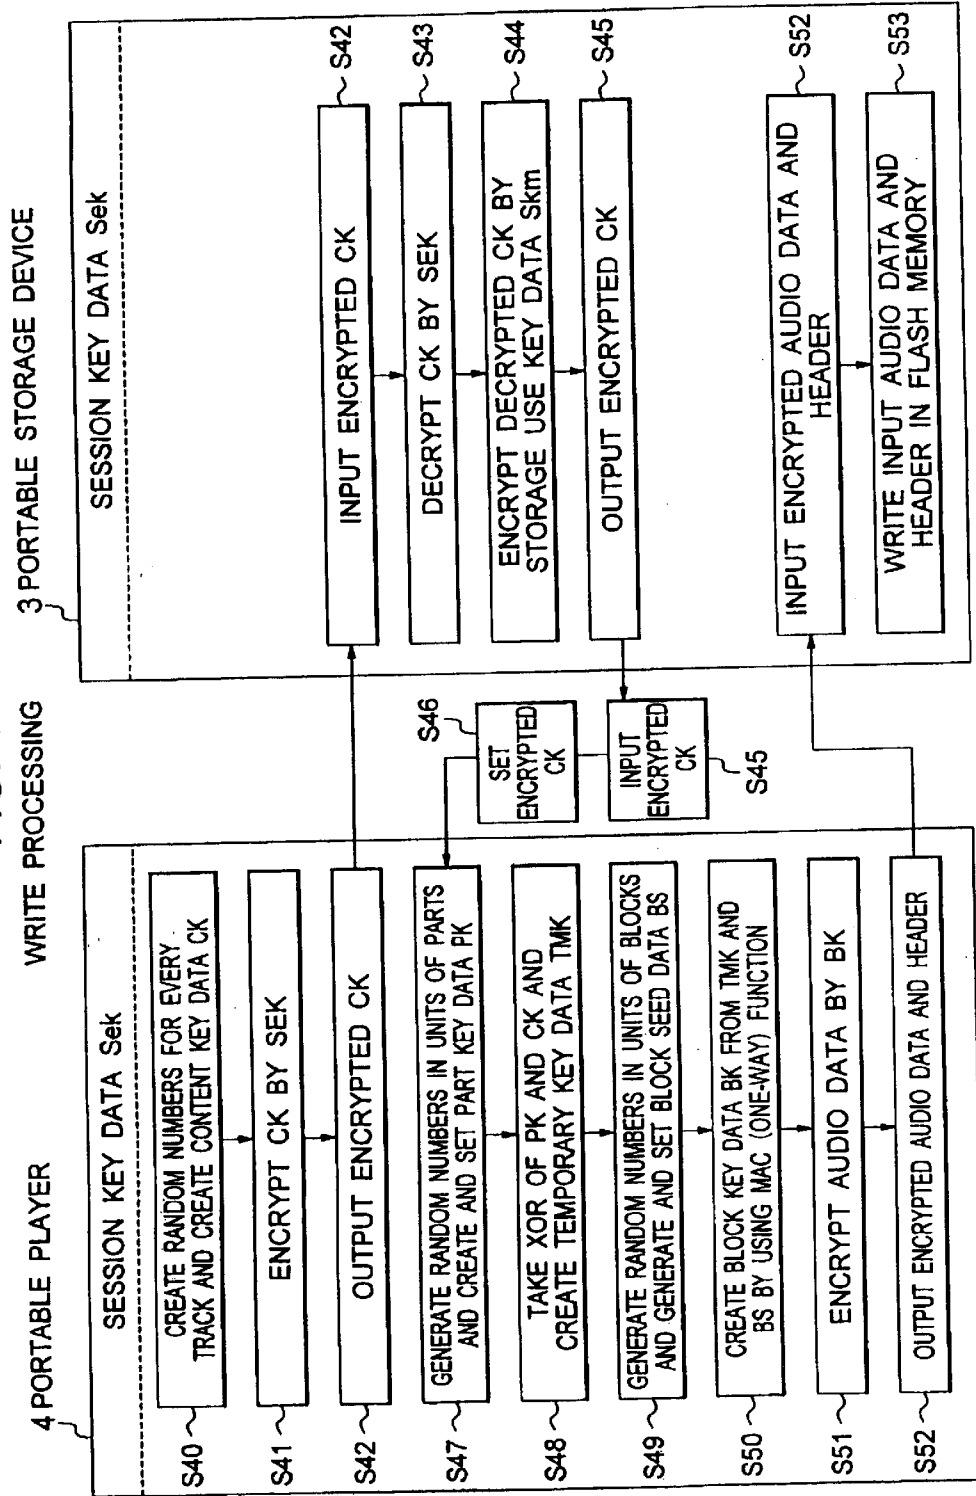 WRITE PROCESSING
4 PORTABLE PLAYER
SESSION KEY DATA Sek
S40
CREATE RANDOM NUMBERS FOR EVERY
TRACK AND CREATE CONTENT KEY DATA CK
S41
ENCRYPT CK BY SEK
S42
OUTPUT ENCRYPTED CK
S47
GENERATE RANDOM NUMBERS IN UNITS OF PARTS
AND CREATE AND SET PART KEY DATA PK
S48
TAKE XOR OF PK AND CK AND
CREATE TEMPORARY KEY DATA TMK
S49
GENERATE RANDOM NUMBERS IN UNITS OF BLOCKS
AND GENERATE AND SET BLOCK SEED DATA BS
S50
CREATE BLOCK KEY DATA BK FROM TMK AND
BS BY USING MAC (ONE-WAY) FUNCTION
S51
ENCRYPT AUDIO DATA BY BK
S52
OUTPUT ENCRYPTED AUDIO DATA AND HEADER
S46
SET
ENCRYPTED
CK
INPUT
ENCRYPTED
CK
S45
3 PORTABLE STORAGE DEVICE
SESSION KEY DATA Sek
INPUT ENCRYPTED CK
S42
DECRYPT CK BY SEK
S43
ENCRYPT DECRYPTED CK BY
STORAGE USE KEY DATA Skm
S44
OUTPUT ENCRYPTED CK
S45
INPUT ENCRYPTED AUDIO DATA AND
HEADER
S52
WRITE INPUT AUDIO DATA AND
HEADER IN FLASH MEMORY
S53